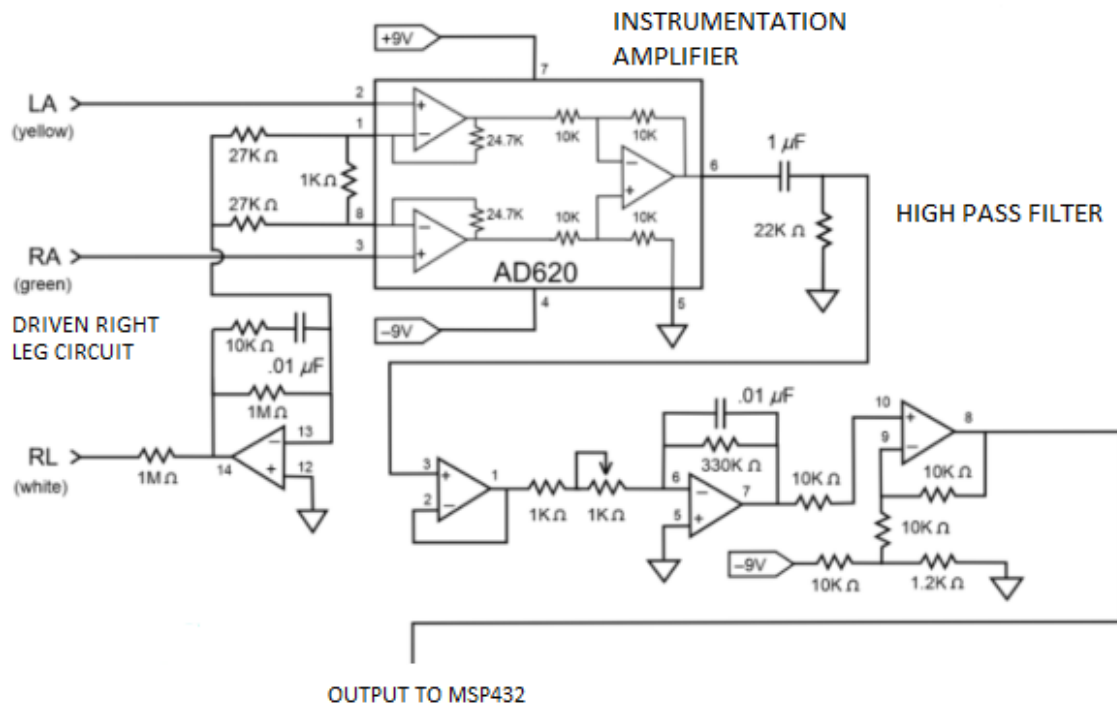 INSTRUMENTATION
AMPLIFIER
+9V
7
LA
(yellow)
2
1
27K Ω
1K Ω
27K Ω
8
RA
(green)
3
+
−
24.7K
10K
10K
−
+
24.7K
10K
10K
−
+
AD620
6
1 μF
22K Ω
HIGH PASS FILTER
4
5
−9V
DRIVEN RIGHT
LEG CIRCUIT
10K Ω
.01 μF
1M Ω
RL
(white)
1M Ω
14
−
+
13
12
3
2
+
−
1
1K Ω
1K Ω
.01 μF
330K Ω
6
5
−
+
7
10K Ω
10
9
+
−
8
10K Ω
10K Ω
−9V
10K Ω
1.2K Ω
OUTPUT TO MSP432